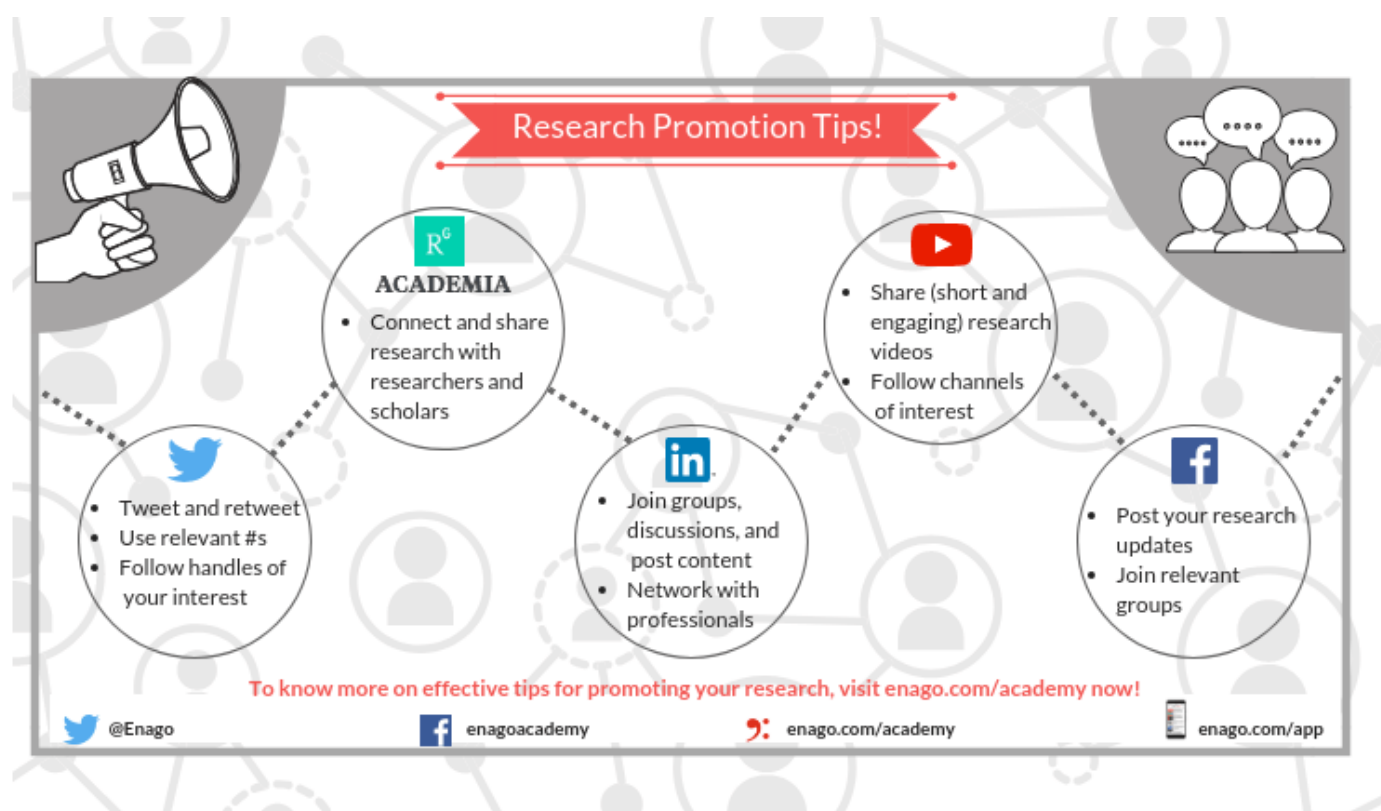 Research Promotion Tips!
RG
ACADEMIA
• Connect and share
research with
researchers and
scholars
• Share (short and
engaging) research
videos
• Follow channels
of interest
• Tweet and retweet
• Use relevant #s
• Follow handles of
your interest
in
• Join groups,
discussions, and
post content
• Network with
professionals
f
• Post your research
updates
• Join relevant
groups
To know more on effective tips for promoting your research, visit enago.com/academy now!
@Enago
f enagoacademy
enago.com/academy
enago.com/app